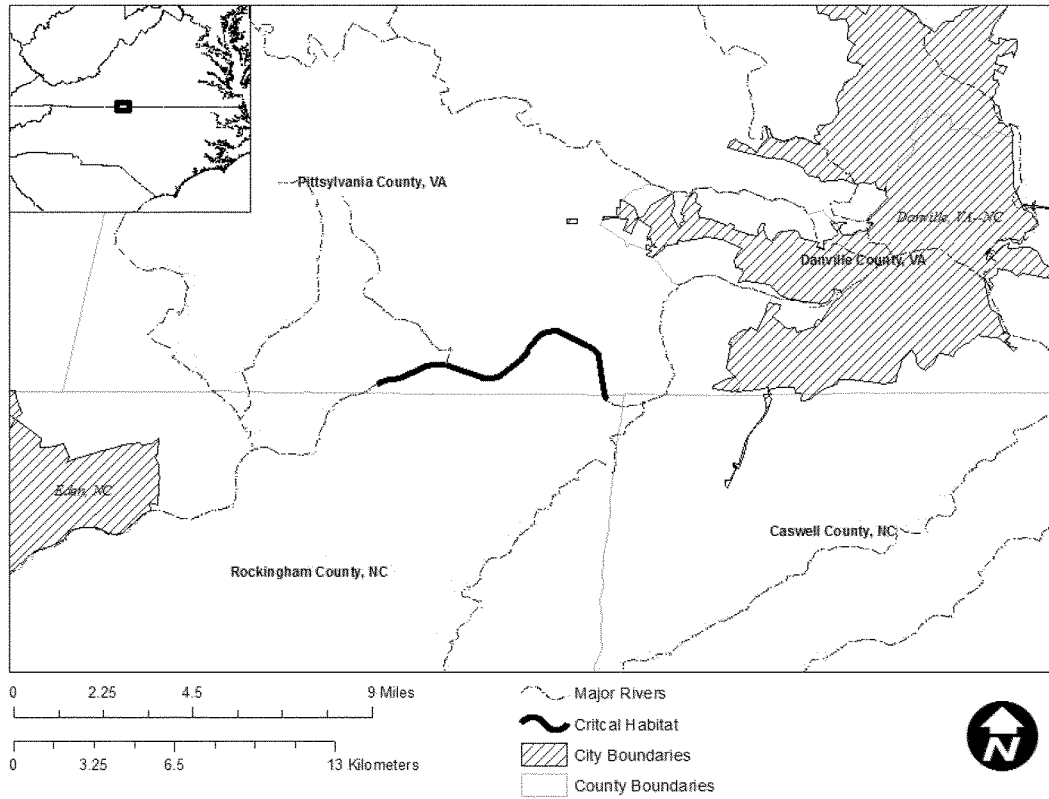 Pittsylvania County, VA
Danville, VA--NC
Danville County, VA
Eden, NC
Caswell County, NC
Rockingham County, NC
0 2.25 4.5 9 Miles
0 3.25 6.5 13 Kilometers
Major Rivers
Critcal Habitat
City Boundaries
County Boundaries
N